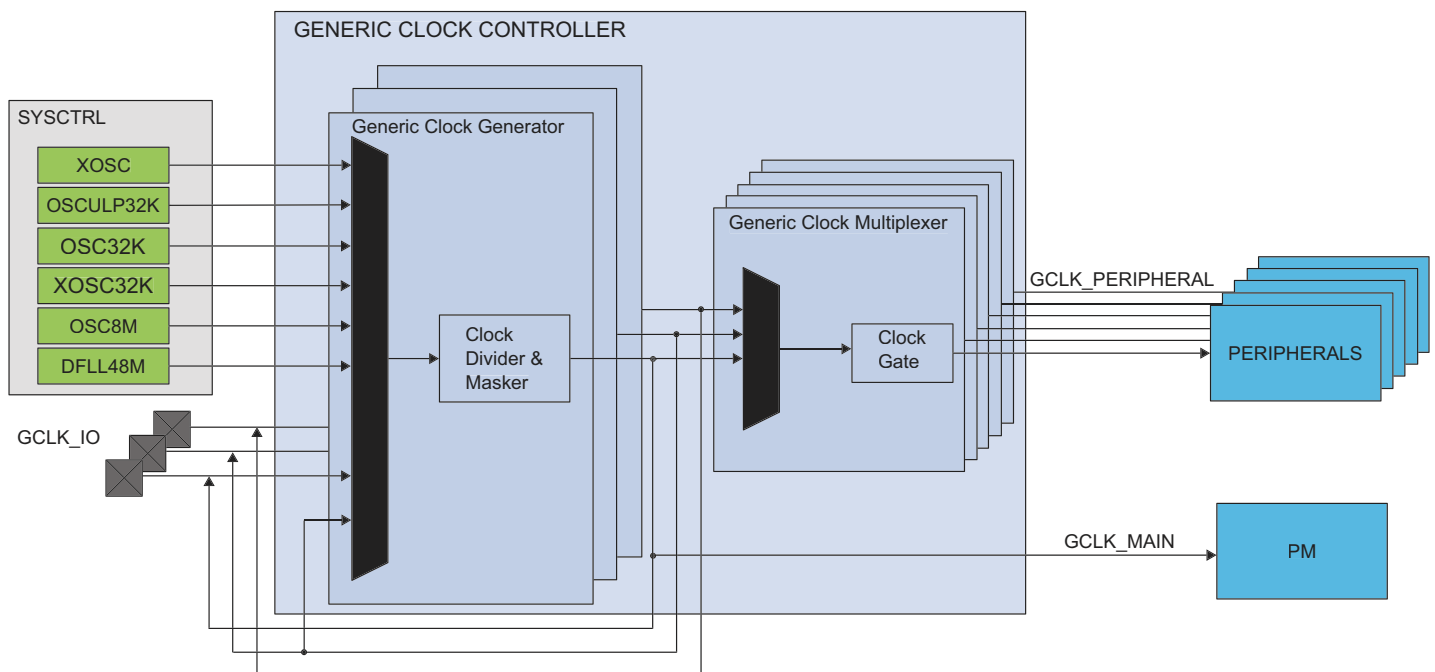 GENERIC CLOCK CONTROLLER
SYSCTRL
XOSC
OSCULP32K
OSC32K
XOSC32K
OSC8M
DFLL48M
GCLK_IO
Generic Clock Generator
Clock
Divider &
Masker
Generic Clock Multiplexer
Clock
Gate
GCLK_PERIPHERAL
PERIPHERALS
GCLK_MAIN
PM